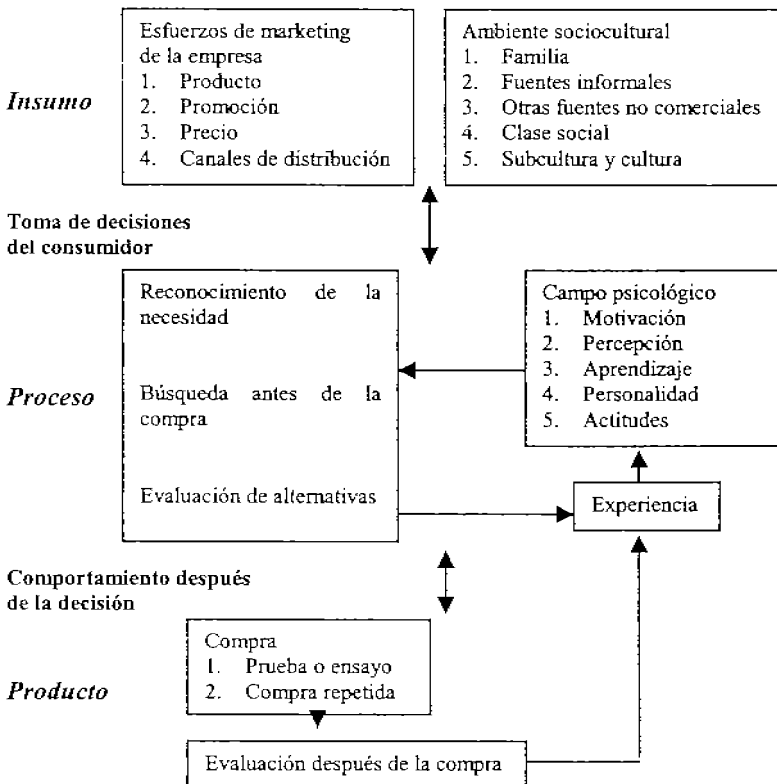 Esfuerzos de marketing
de la empresa
1. Producto
2. Promoción
3. Precio
4. Canales de distribución
Ambiente sociocultural
1. Familia
2. Fuentes informales
3. Otras fuentes no comerciales
4. Clase social
5. Subcultura y cultura
Insumo
Toma de decisiones
del consumidor
Reconocimiento de la
necesidad
Búsqueda antes de la
compra
Evaluación de alternativas
Campo psicológico
1. Motivación
2. Percepción
3. Aprendizaje
4. Personalidad
5. Actitudes
Proceso
Experiencia
Comportamiento después
de la decisión
Compra
1. Prueba o ensayo
2. Compra repetida
Producto
Evaluación después de la compra